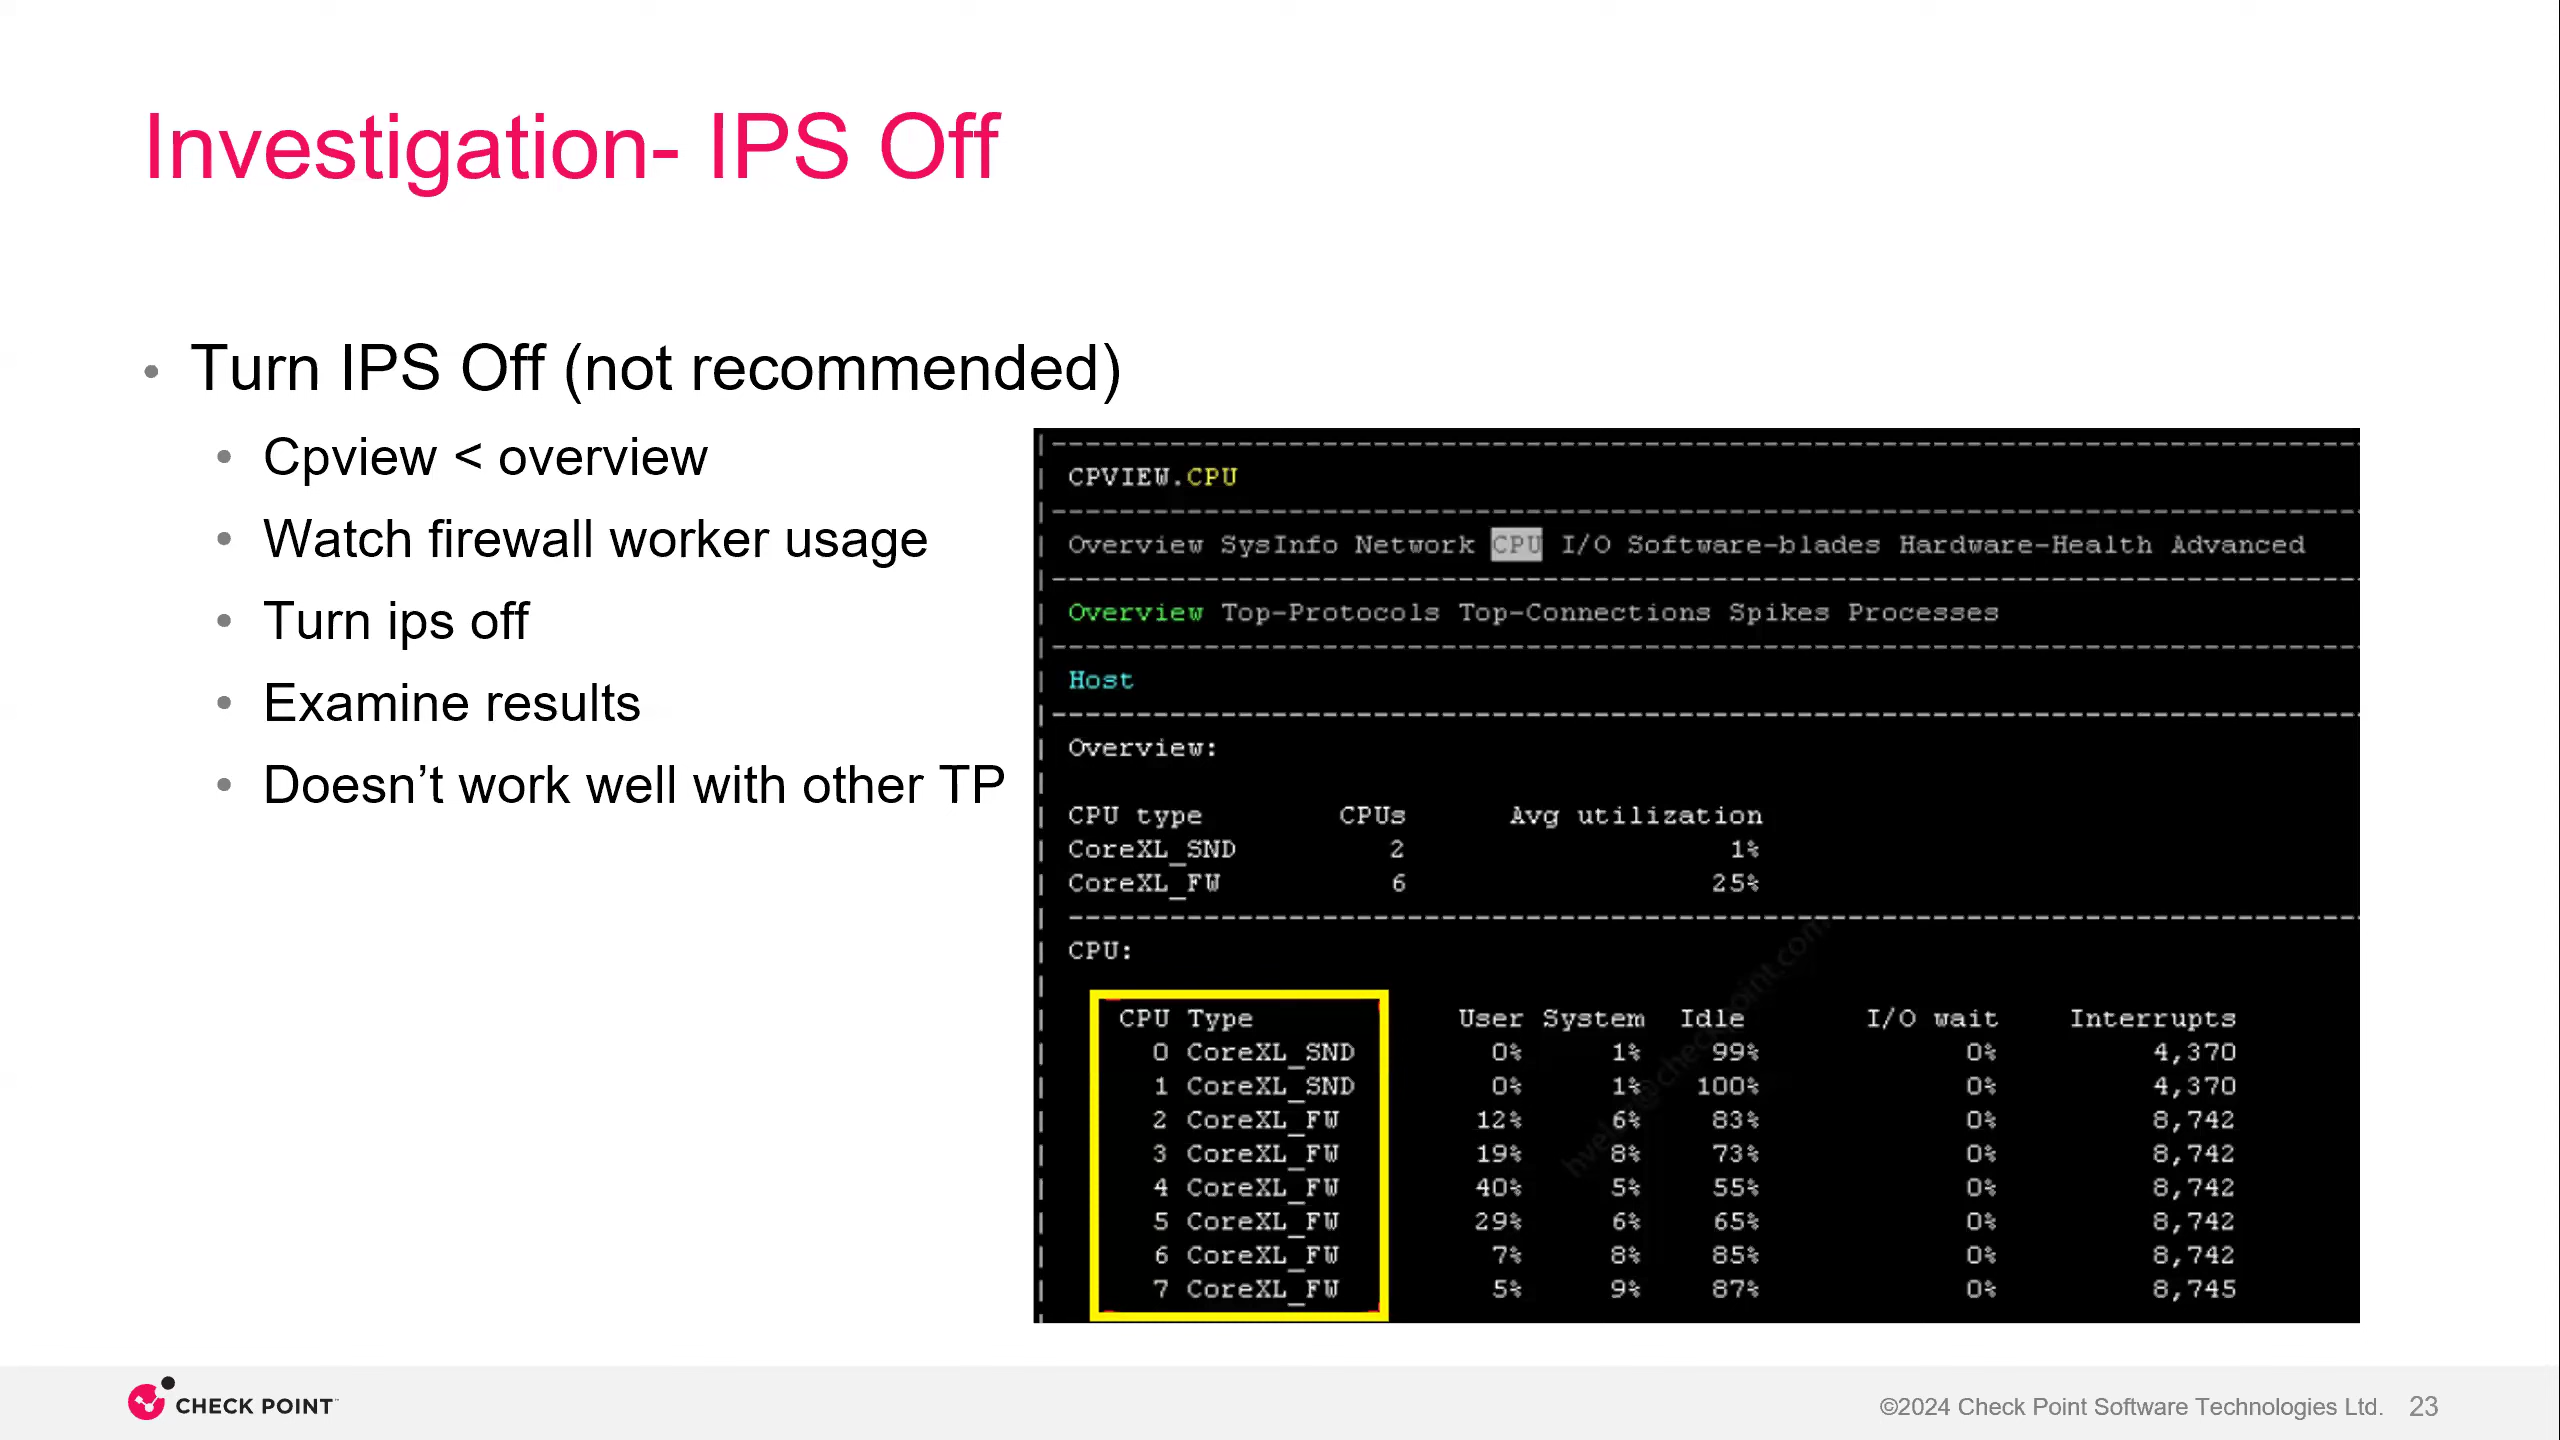 Investigation- IPS Off
• Turn IPS Off (not recommended)
• Cpview < overview
• Watch firewall worker usage
• Turn ips off
• Examine results
• Doesn’t work well with other TP
CPVIEW.CPU
Overview SysInfo Network CPU I/O Software-blades Hardware-Health Advanced
Overview Top-Protocols Top-Connections Spikes Processes
Host
Overview:
CPU type CPUs Avg utilization
CoreXL_SND 2 1%
CoreXL_FW 6 25%
CPU:
CPU Type User System Idle I/O wait Interrupts
0 CoreXL_SND 0% 1% 99% 0% 4,370
1 CoreXL_SND 0% 1% 100% 0% 4,370
2 CoreXL_FW 12% 6% 83% 0% 8,742
3 CoreXL_FW 19% 8% 73% 0% 8,742
4 CoreXL_FW 40% 5% 55% 0% 8,742
5 CoreXL_FW 29% 6% 65% 0% 8,742
6 CoreXL_FW 7% 8% 85% 0% 8,742
7 CoreXL_FW 5% 9% 87% 0% 8,745
CHECK POINT™
©2024 Check Point Software Technologies Ltd. 23